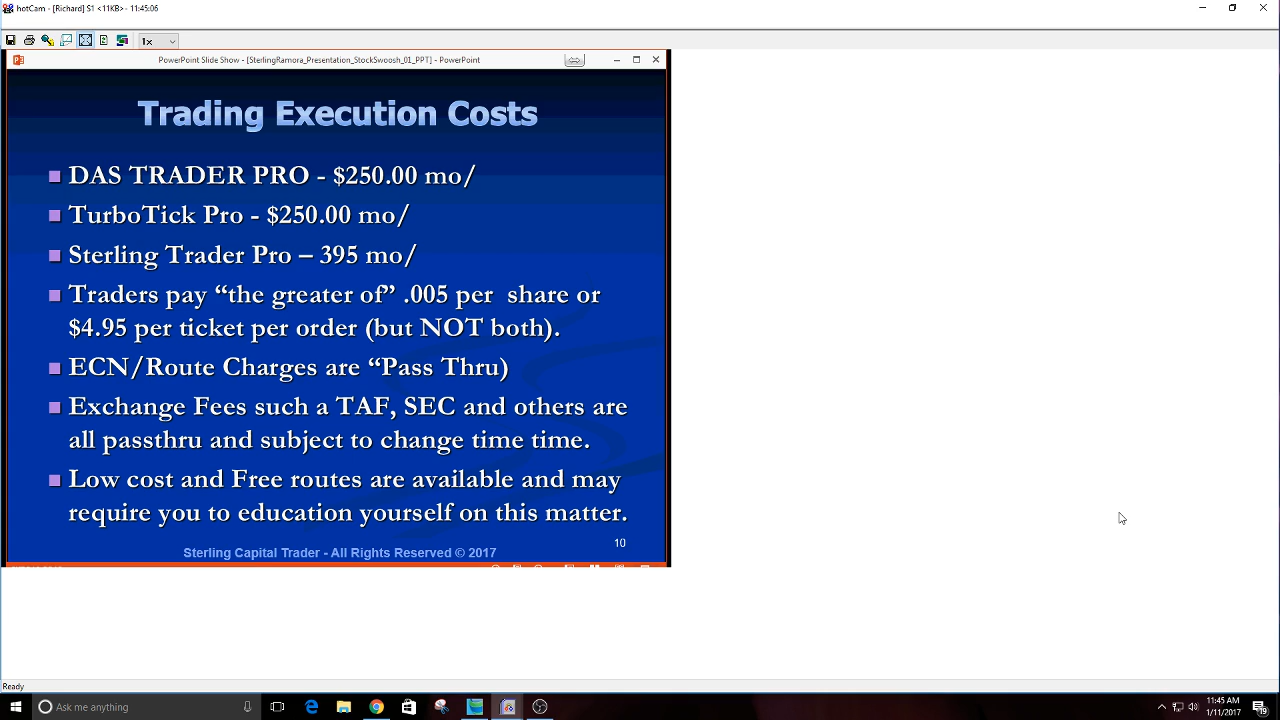 hotCam - [Richard] S1 <11KB> - 11:45:06
1x
PowerPoint Slide Show - [SterlingRamora_Presentation_StockSwoosh_01_PPT] - PowerPoint
Trading Execution Costs
DAS TRADER PRO - $250.00 mo/
TurboTick Pro - $250.00 mo/
Sterling Trader Pro – 395 mo/
Traders pay “the greater of” .005 per share or
$4.95 per ticket per order (but NOT both).
ECN/Route Charges are “Pass Thru)
Exchange Fees such a TAF, SEC and others are
all passthru and subject to change time time.
Low cost and Free routes are available and may
require you to education yourself on this matter.
10
Sterling Capital Trader - All Rights Reserved © 2017
Ready
Ask me anything
11:45 AM
1/11/2017